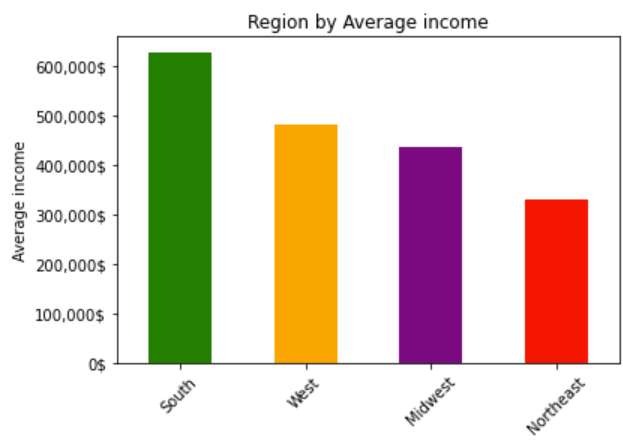 Region by Average income
Average income
600,000$
500,000$
400,000$
300,000$
200,000$
100,000$
0$
South
West
Midwest
Northeast